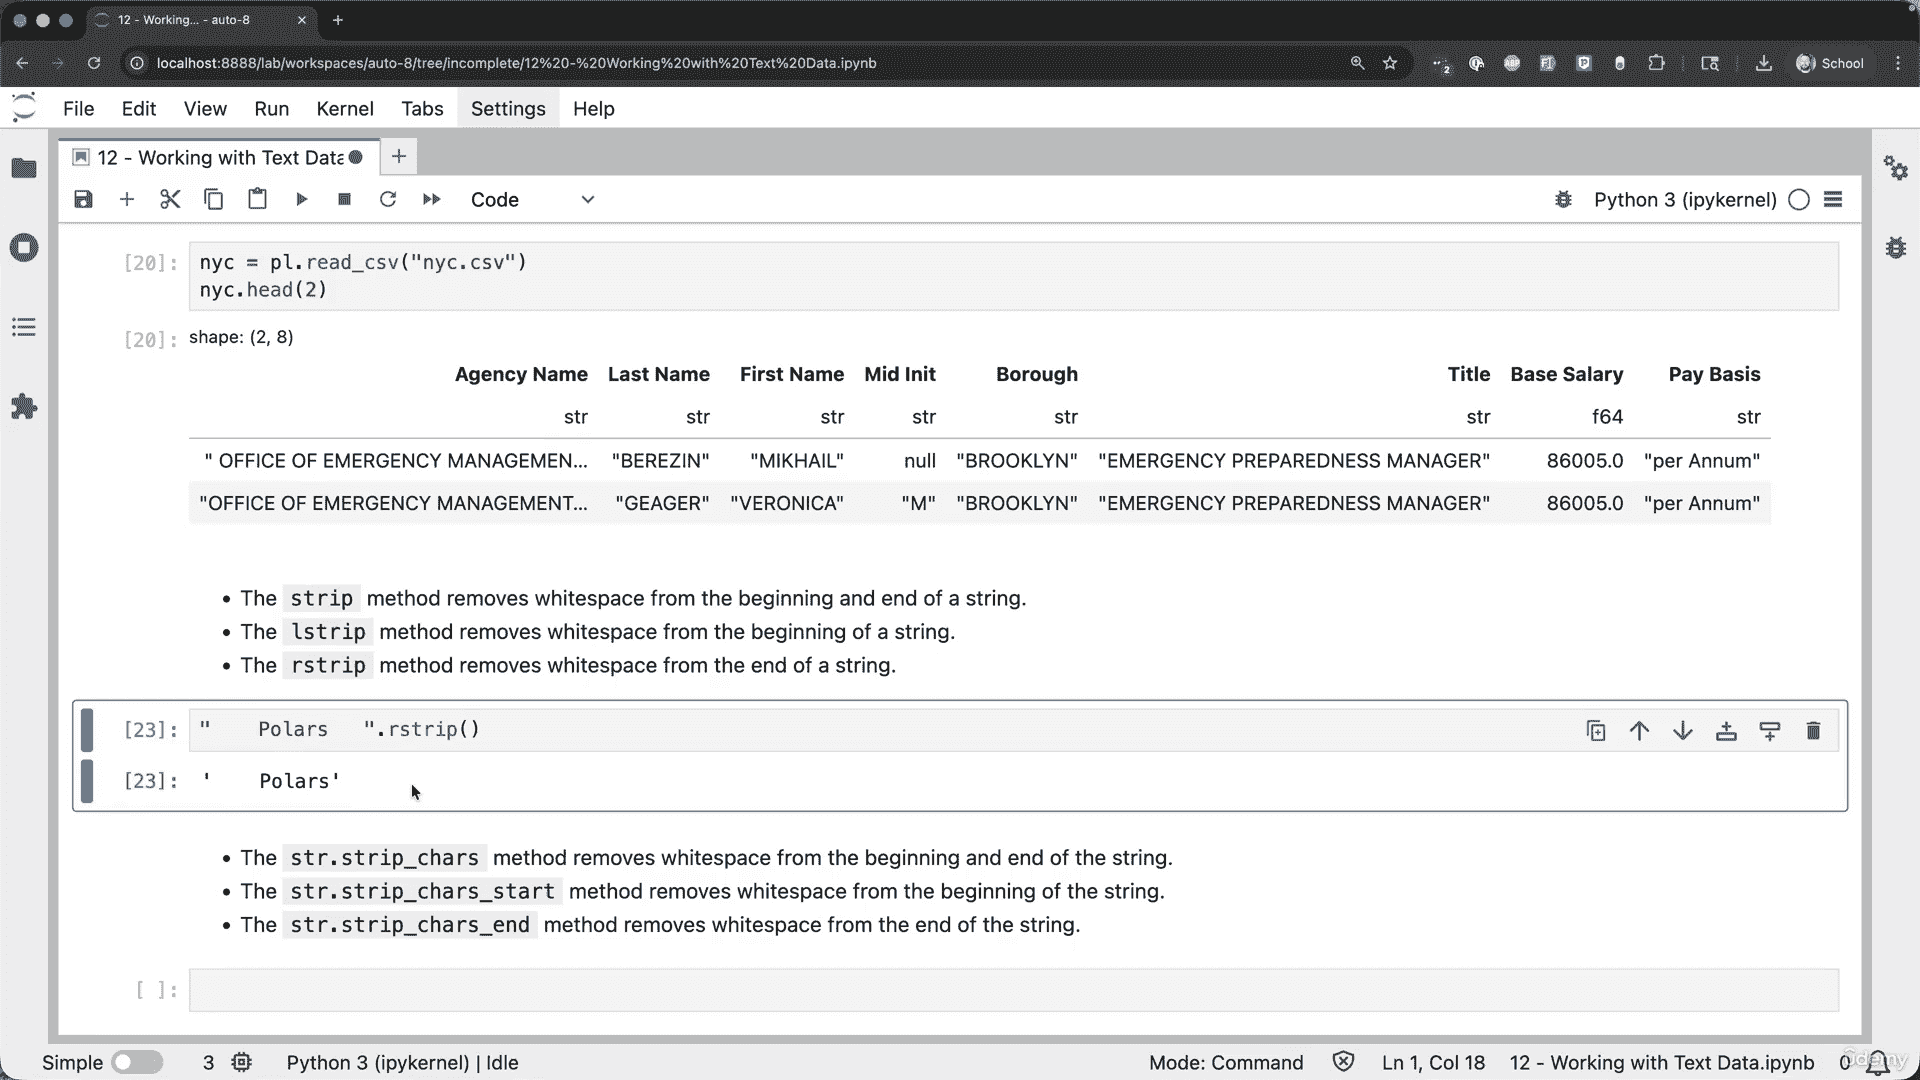 12 - Working... - auto-8
localhost:8888/lab/workspaces/auto-8/tree/incomplete/12%20-%20Working%20with%20Text%20Data.ipynb
2
School
File Edit View Run Kernel Tabs Settings Help
12 - Working with Text Data
Code
Python 3 (ipykernel)
[20]: nyc = pl.read_csv("nyc.csv")
nyc.head(2)
[20]: shape: (2, 8)
Agency Name Last Name First Name Mid Init Borough Title Base Salary Pay Basis
str str str str str str f64 str
" OFFICE OF EMERGENCY MANAGEMEN... "BEREZIN" "MIKHAIL" null "BROOKLYN" "EMERGENCY PREPAREDNESS MANAGER" 86005.0 "per Annum"
"OFFICE OF EMERGENCY MANAGEMENT... "GEAGER" "VERONICA" "M" "BROOKLYN" "EMERGENCY PREPAREDNESS MANAGER" 86005.0 "per Annum"
• The strip method removes whitespace from the beginning and end of a string.
• The lstrip method removes whitespace from the beginning of a string.
• The rstrip method removes whitespace from the end of a string.
[23]: "    Polars   ".rstrip()
[23]: '    Polars'
• The str.strip_chars method removes whitespace from the beginning and end of the string.
• The str.strip_chars_start method removes whitespace from the beginning of the string.
• The str.strip_chars_end method removes whitespace from the end of the string.
[ ]:
Simple 3 Python 3 (ipykernel) | Idle Mode: Command Ln 1, Col 18 12 - Working with Text Data.ipynb 0
Udemy